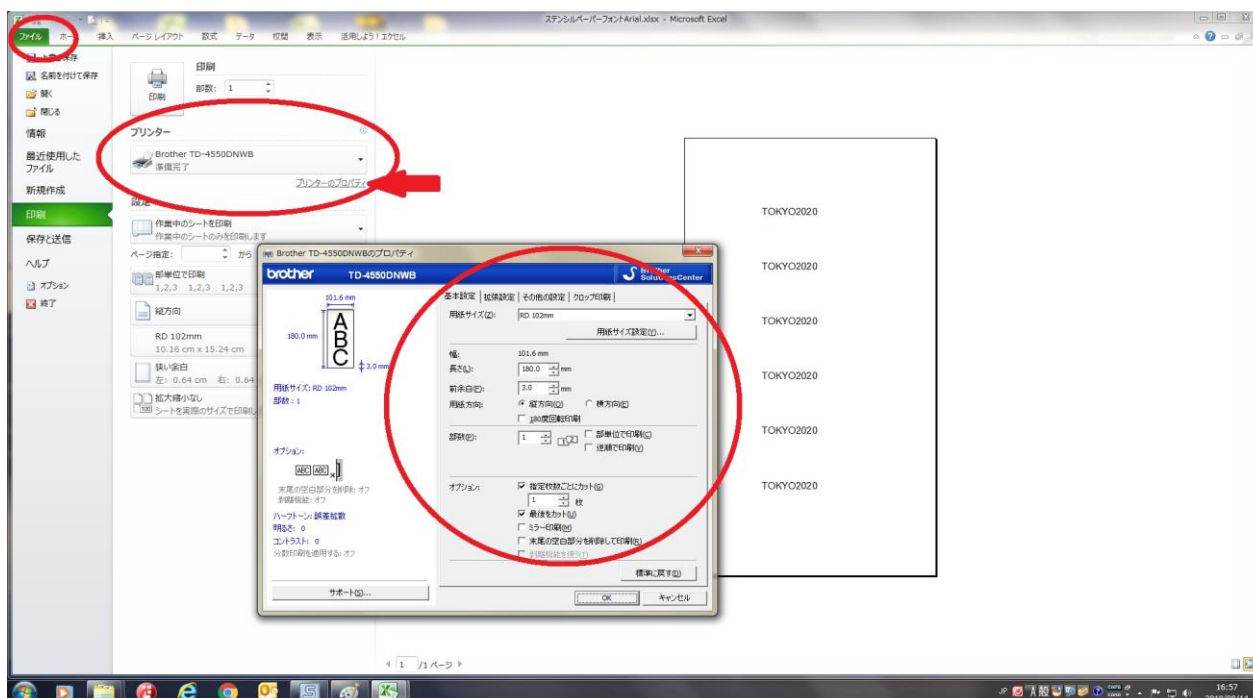 ステンシルペーパーフォントArial.xlsx - Microsoft Excel
ファイル ホーム 挿入 ページレイアウト 数式 データ 校閲 表示 活用しよう!エクセル
名前を付けて保存
開く
閉じる
情報
最近使用した
ファイル
新規作成
印刷
保存と送信
ヘルプ
オプション
終了
印刷
印刷
部数: 1
プリンター
Brother TD-4550DNWB
準備完了
プリンターのプロパティ
作業中のシートを印刷
作業中のシートのみを印刷します
ページ指定: から
部単位で印刷
1,2,3 1,2,3 1,2,3
縦方向
RD 102mm
10.16 cm x 15.24 cm
狭い余白
左: 0.64 cm 右: 0.64
拡大縮小なし
シートを実際のサイズで印刷し
Brother TD-4550DNWBのプロパティ
brother TD-4550DNWB
Brother
SolutionsCenter
101.6 mm
180.0 mm
A
B
C
3.0 mm
用紙サイズ: RD 102mm
部数: 1
オプション:
ABC ABC
末尾の空白部分を削除: オフ
剥離機能: オフ
ハーフトーン: 誤差拡散
明るさ: 0
コントラスト: 0
分散印刷を適用する: オフ
サポート(S)...
基本設定 拡張設定 その他の設定 クロップ印刷
用紙サイズ(Z): RD 102mm
用紙サイズ設定(Y)...
幅: 101.6 mm
長さ(L): 180.0 mm
前余白(F): 3.0 mm
用紙方向: 縦方向(O) 横方向(E)
180度回転印刷
部数(P): 1 部単位で印刷(C)
逆順で印刷(V)
オプション: 指定枚数ごとにカット(G)
1 枚
最後をカット(U)
ミラー印刷(M)
末尾の空白部分を削除して印刷(R)
剥離機能を使う(T)
標準に戻す(D)
OK キャンセル
TOKYO2020
TOKYO2020
TOKYO2020
TOKYO2020
TOKYO2020
TOKYO2020
1 /1 ページ
JP A 般
16:57